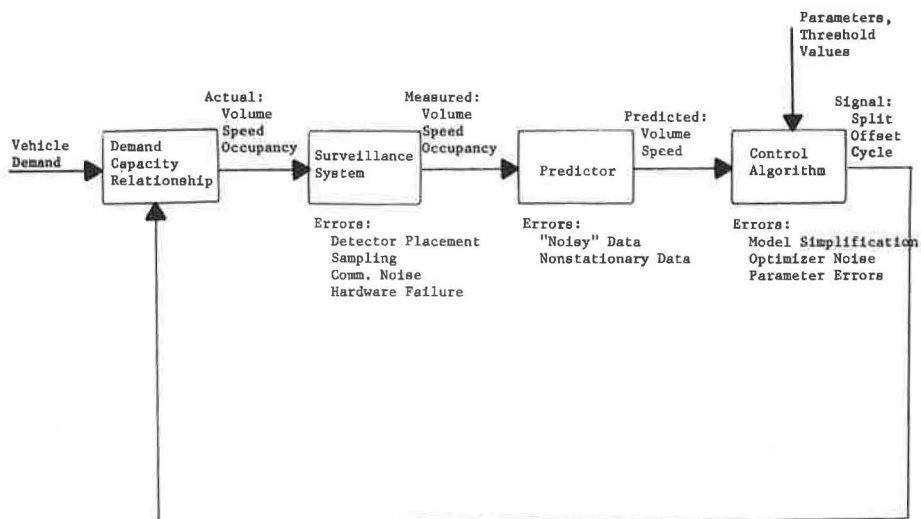 Parameters,
Threshold
Values
Actual:
Volume
Speed
Occupancy
Measured:
Volume
Speed
Occupancy
Predicted:
Volume
Speed
Signal:
Split
Offset
Cycle
Vehicle
Demand
Demand
Capacity
Relationship
Surveillance
System
Predictor
Control
Algorithm
Errors:
Detector Placement
Sampling
Comm. Noise
Hardware Failure
Errors:
"Noisy" Data
Nonstationary Data
Errors:
Model Simplification
Optimizer Noise
Parameter Errors